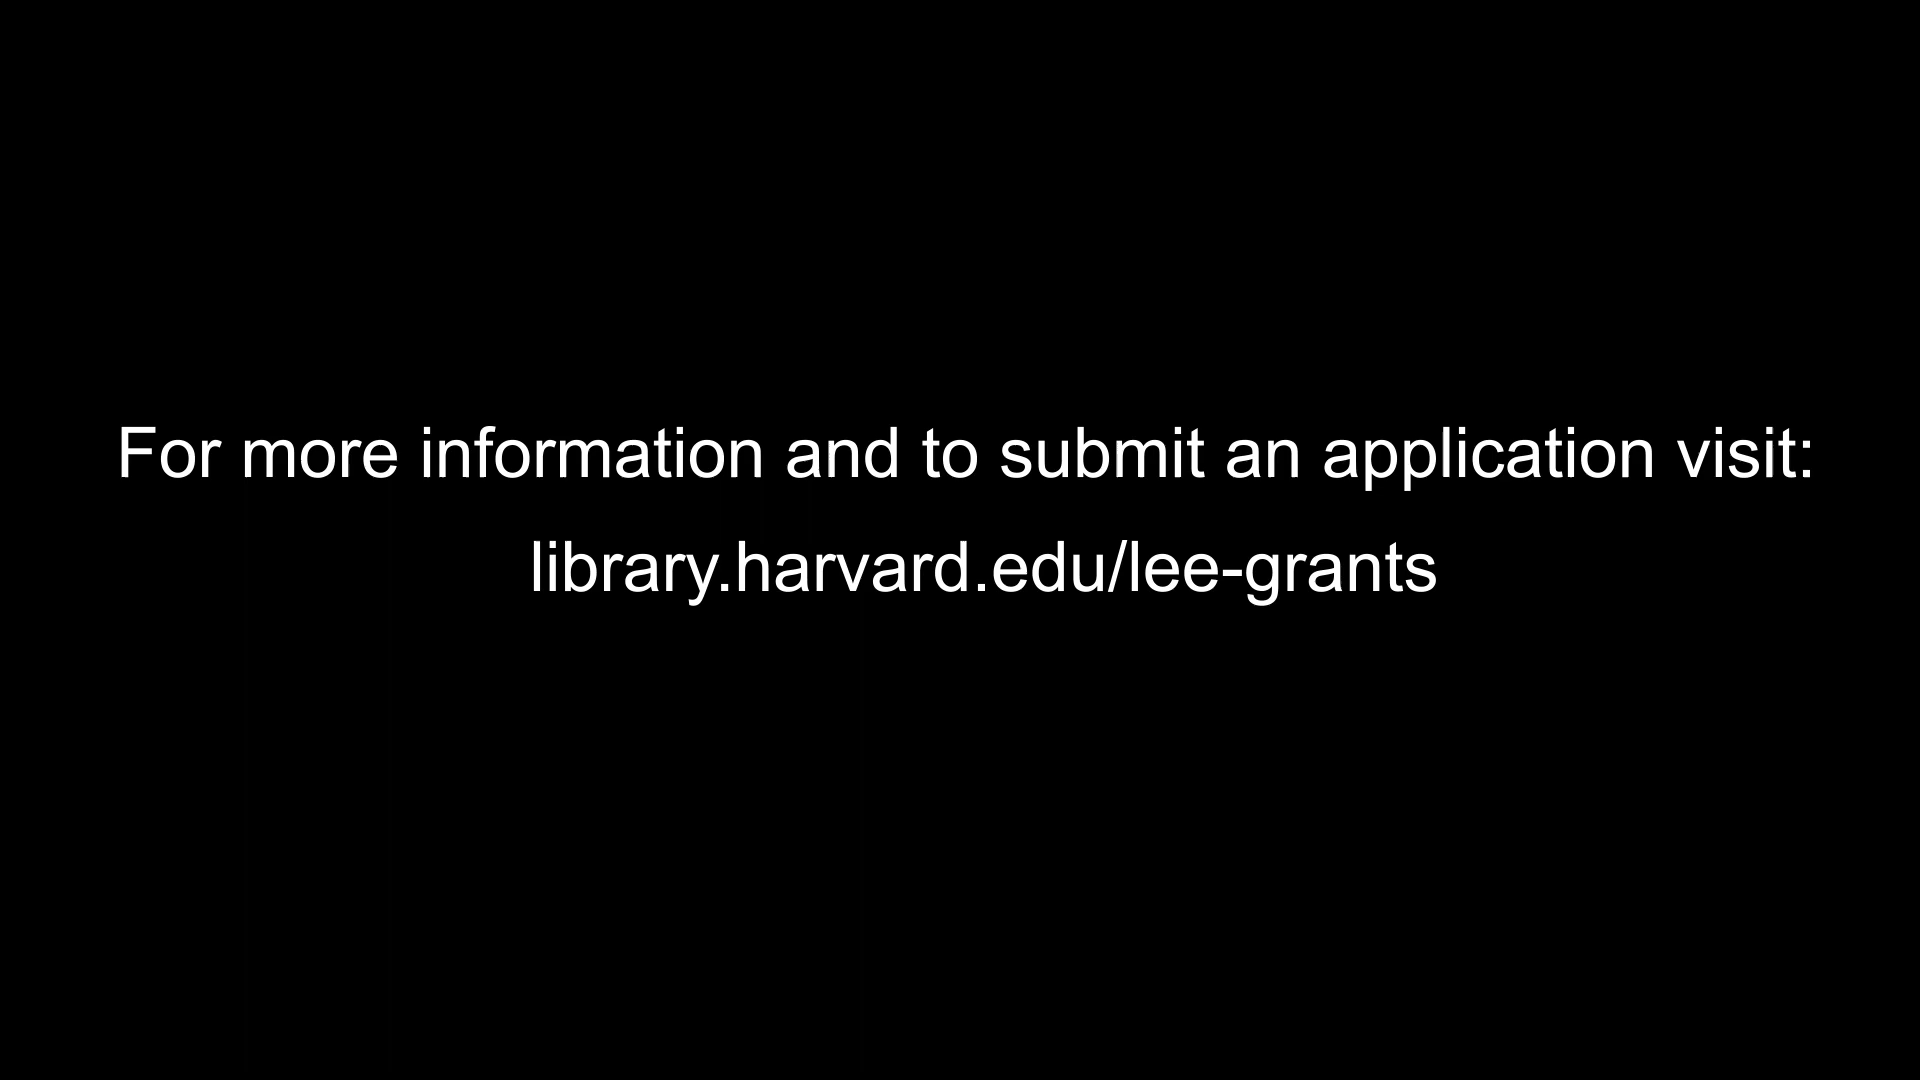 For more information and to submit an application visit:
library.harvard.edu/lee-grants